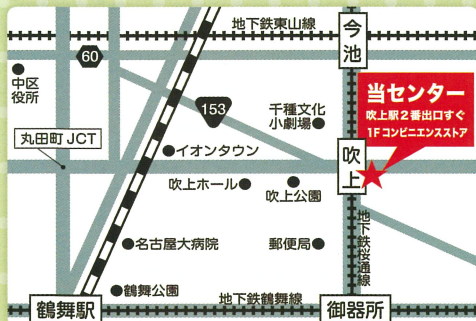 地下鉄東山線
今池
60
中区
役所
153
千種文化
小劇場
当センター
吹上駅2番出口すぐ
1Fコンビニエンスストア
丸田町JCT
イオンタウン
吹上
吹上ホール
吹上公園
地下鉄桜通線
名古屋大病院
郵便局
鶴舞公園
地下鉄鶴舞線
鶴舞駅
御器所